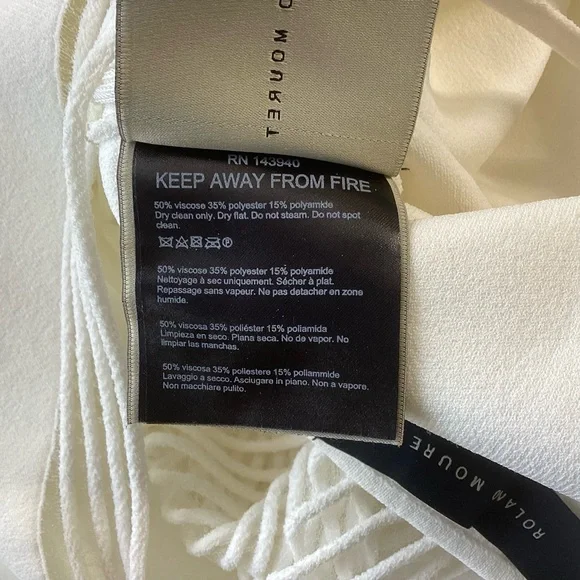 MOURET
RN 143940
KEEP AWAY FROM FIRE
50% viscose 35% polyester 15% polyamide
Dry clean only. Dry flat. Do not steam. Do not spot
clean.
50% viscose 35% polyester 15% polyamide
Nettoyage à sec uniquement. Sécher à plat.
Repassage sans vapeur. Ne pas detacher en zone
humide.
50% viscosa 35% poliéster 15% poliamida
Limpieza en seco. Plana seca. No de vapor. No
limpiar las manchas.
50% viscosa 35% poliestere 15% poliammide
Lavaggio a secco. Asciugare in piano. Non a vapore.
Non macchiare pulito.
ROLAN MOURE